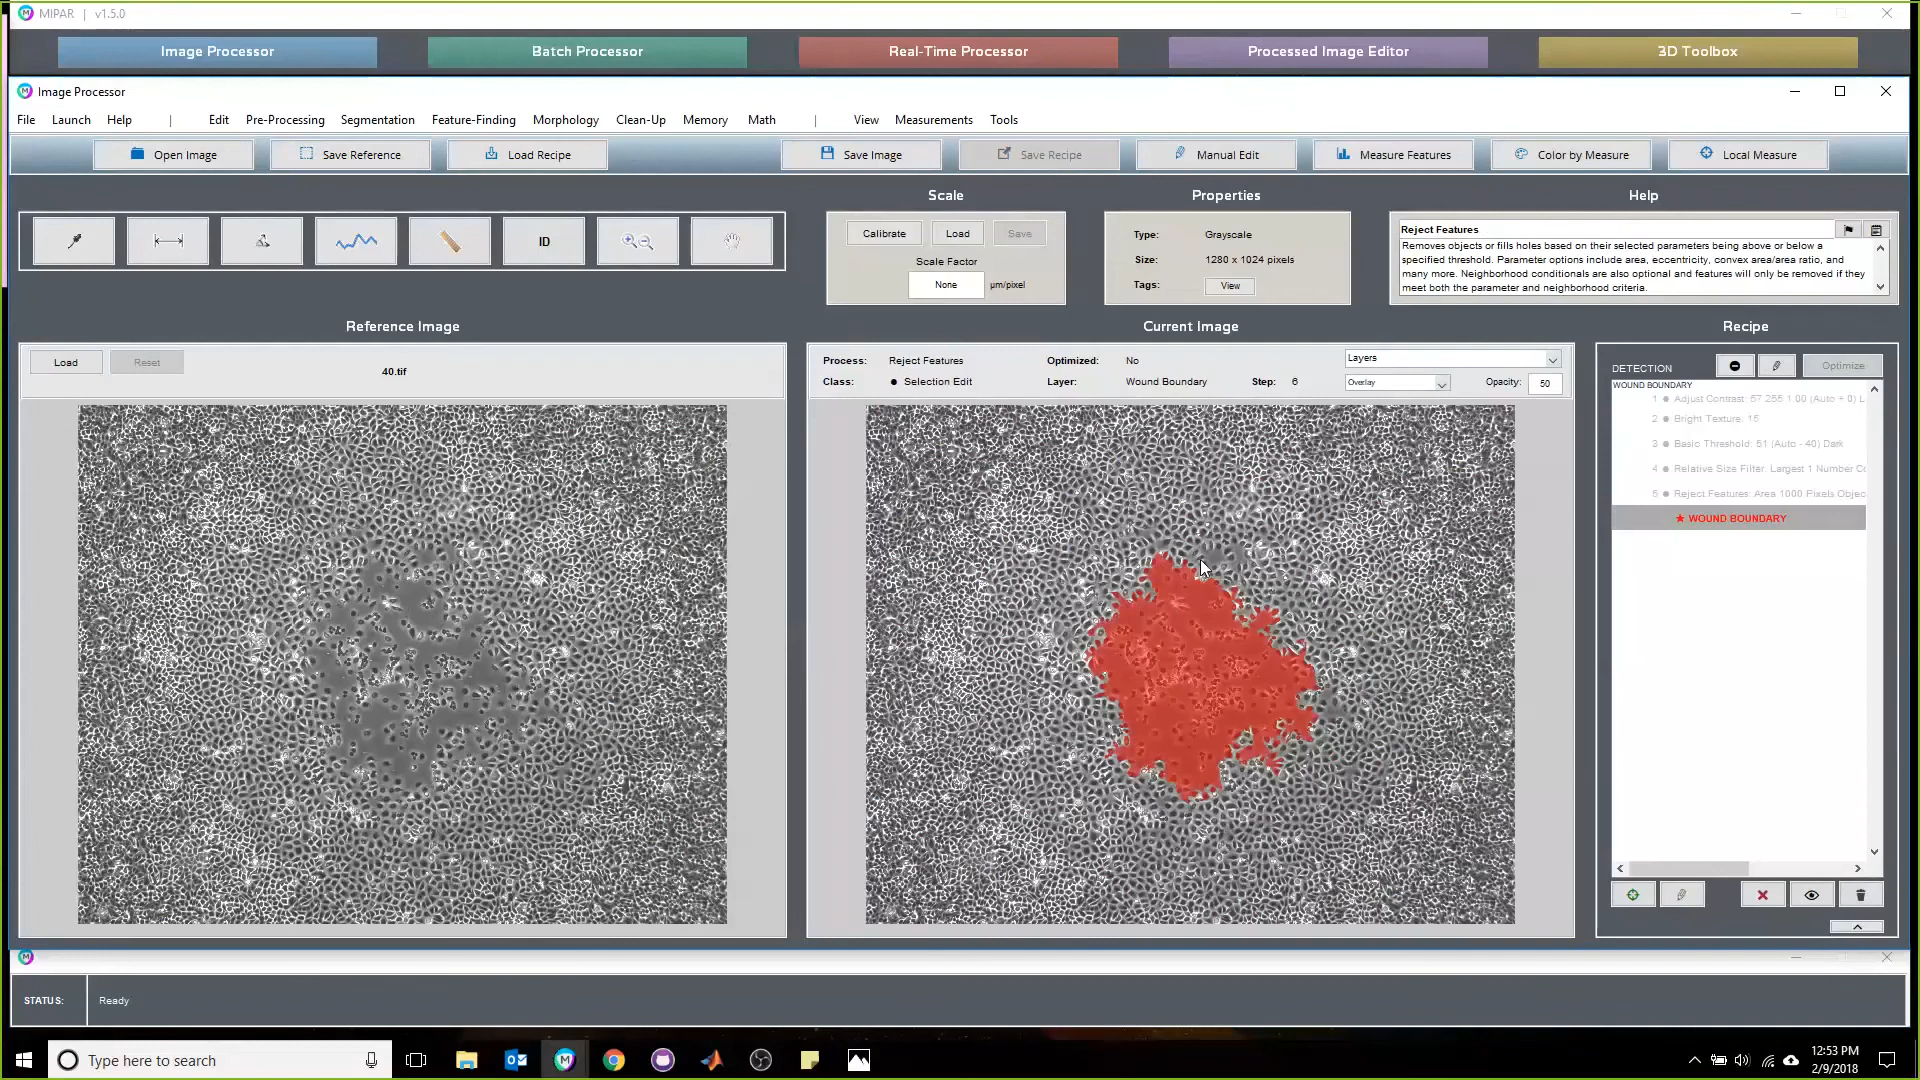 MIPAR | v1.5.0
Image Processor
Batch Processor
Real-Time Processor
Processed Image Editor
3D Toolbox
Image Processor
File Launch Help | Edit Pre-Processing Segmentation Feature-Finding Morphology Clean-Up Memory Math | View Measurements Tools
Open Image
Save Reference
Load Recipe
Save Image
Save Recipe
Manual Edit
Measure Features
Color by Measure
Local Measure
ID
Scale
Calibrate
Load
Save
Scale Factor
None µm/pixel
Properties
Type: Grayscale
Size: 1280 x 1024 pixels
Tags: View
Help
Reject Features
Removes objects or fills holes based on their selected parameters being above or below a
specified threshold. Parameter options include area, eccentricity, convex area/area ratio, and
many more. Neighborhood conditionals are also optional and features will only be removed if they
meet both the parameter and neighborhood criteria.
Reference Image
Load
Reset
40.tif
Current Image
Process: Reject Features Optimized: No Layers
Class: ● Selection Edit Layer: Wound Boundary Step: 6 Overlay Opacity: 50
Recipe
DETECTION
Optimize
WOUND BOUNDARY
1 ● Adjust Contrast: 67 255 1.00 (Auto + 0) L
2 ● Bright Texture: 15
3 ● Basic Threshold: 51 (Auto - 40) Dark
4 ● Relative Size Filter: Largest 1 Number Co
5 ● Reject Features: Area 1000 Pixels Objec
★ WOUND BOUNDARY
STATUS: Ready
Type here to search
12:53 PM
2/9/2018